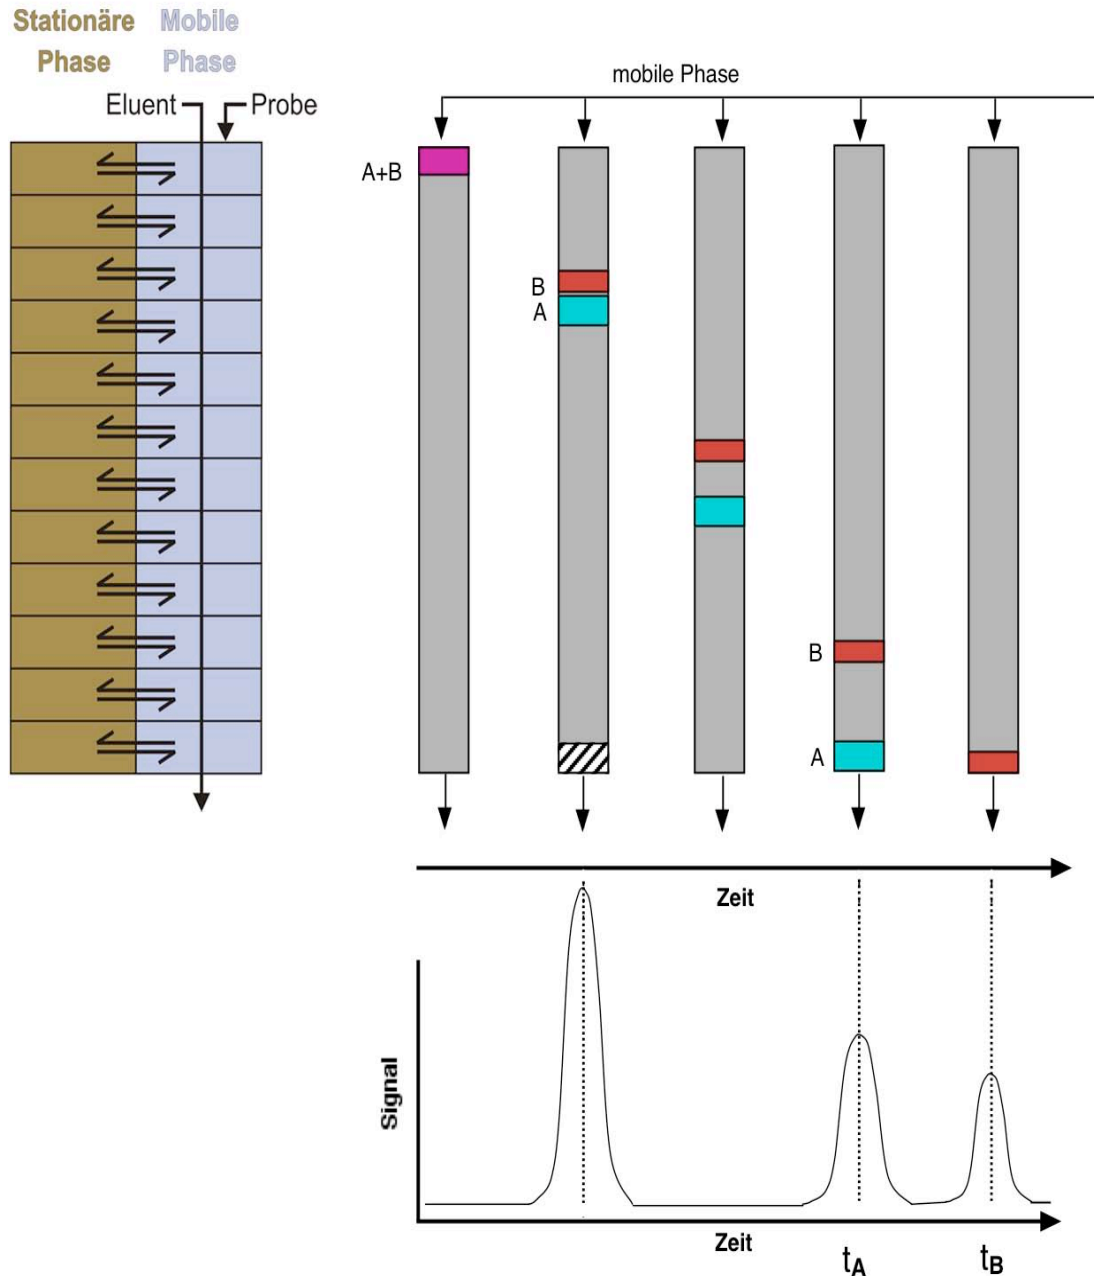 Stationäre
Phase
Mobile
Phase
Eluent
Probe
mobile Phase
A+B
B
A
B
A
Zeit
Signal
Zeit
tA
tB